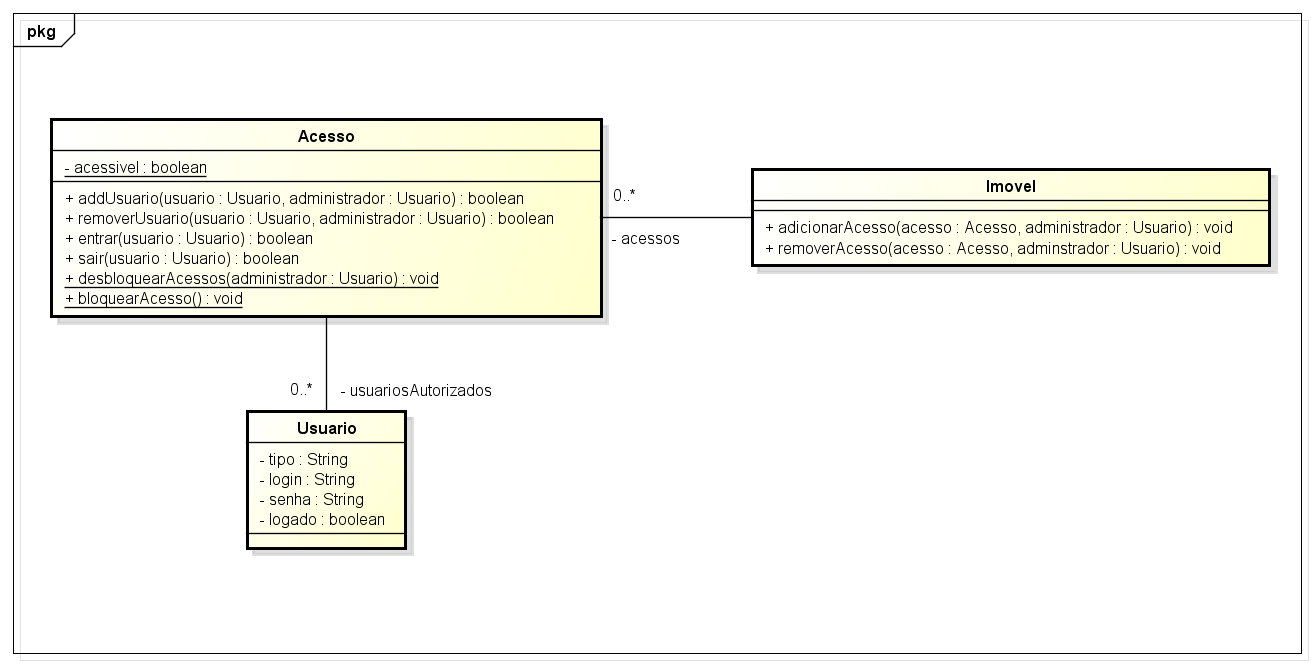 pkg
Acesso
- acessivel : boolean
+ addUsuario(usuario : Usuario, administrador : Usuario) : boolean
+ removerUsuario(usuario : Usuario, administrador : Usuario) : boolean
+ entrar(usuario : Usuario) : boolean
+ sair(usuario : Usuario) : boolean
+ desbloquearAcessos(administrador : Usuario) : void
+ bloquearAcesso() : void
0..*
- acessos
Imovel
+ adicionarAcesso(acesso : Acesso, administrador : Usuario) : void
+ removerAcesso(acesso : Acesso, adminstrador : Usuario) : void
0..*
- usuariosAutorizados
Usuario
- tipo : String
- login : String
- senha : String
- logado : boolean